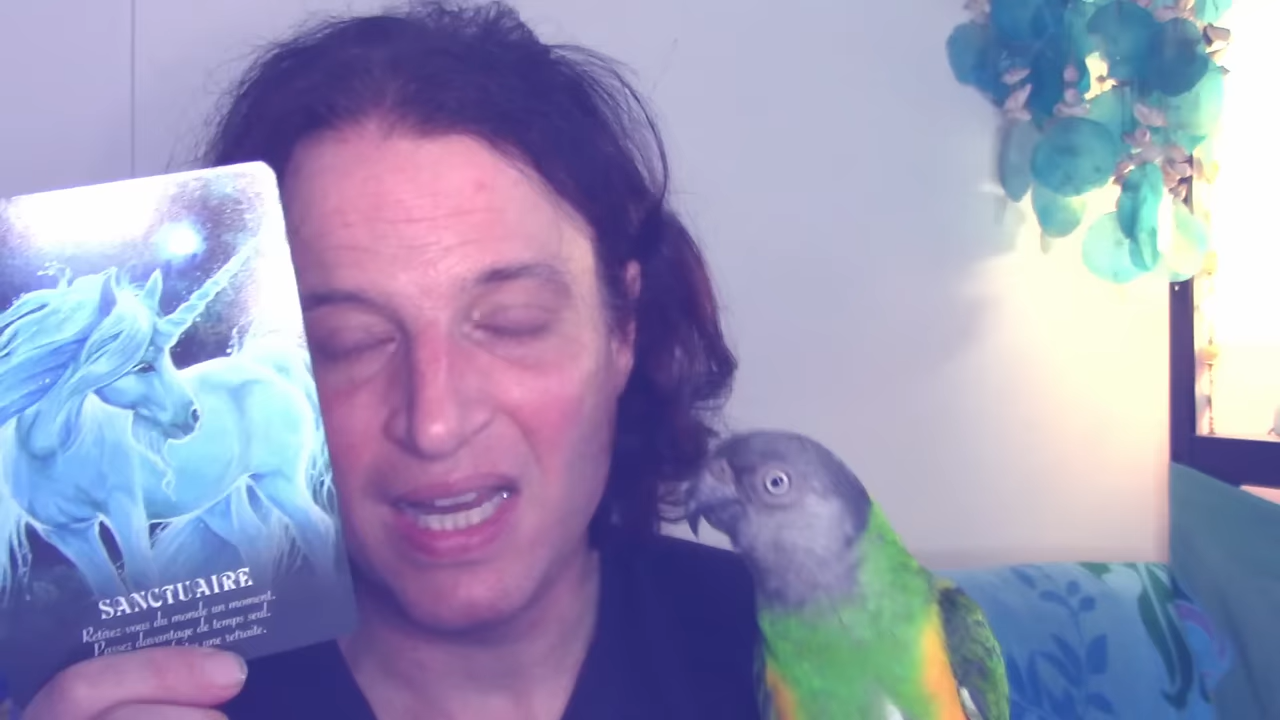 SANCTUAIRE
Retirez-vous du monde un moment.
Passez davantage de temps seul.
une retraite.